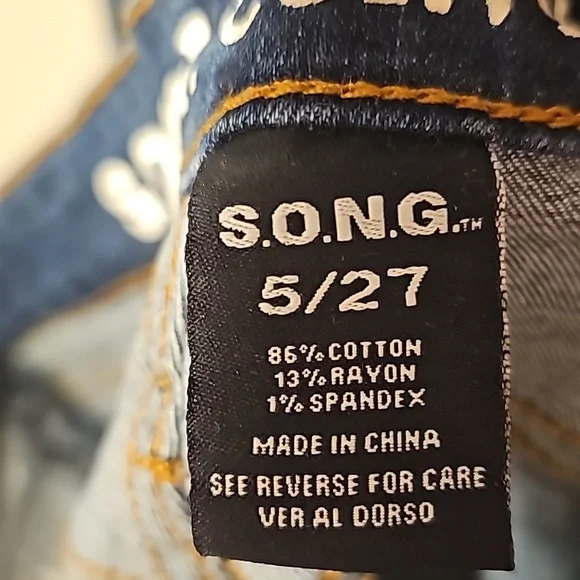 S.O.N.G.™
5/27
86% COTTON
13% RAYON
1% SPANDEX
MADE IN CHINA
SEE REVERSE FOR CARE
VER AL DORSO